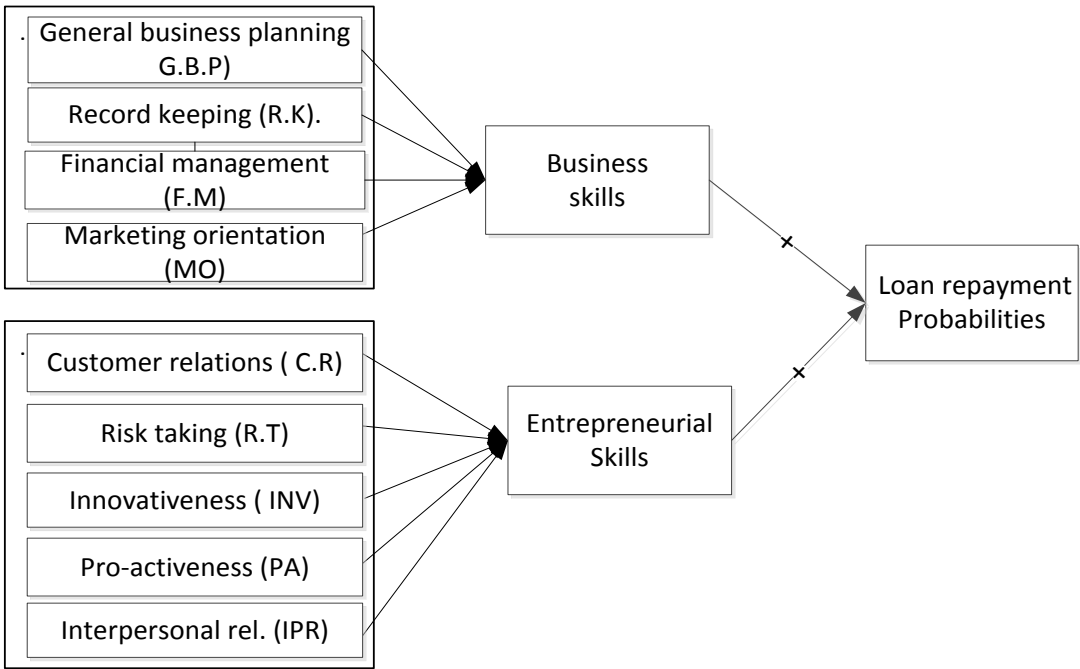 . General business planning
G.B.P)
Record keeping (R.K).
Financial management
(F.M)
Marketing orientation
(MO)
Business
skills
Loan repayment
Probabilities
. Customer relations ( C.R)
Risk taking (R.T)
Innovativeness ( INV)
Pro-activeness (PA)
Interpersonal rel. (IPR)
Entrepreneurial
Skills